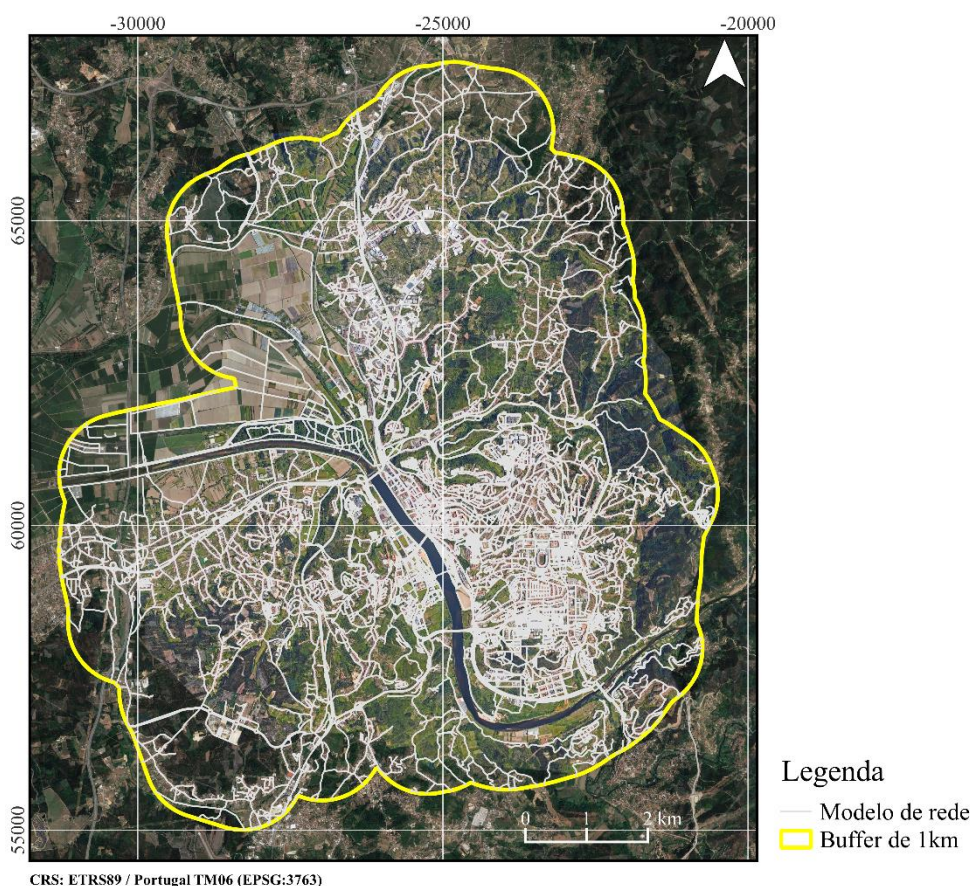 -30000 -25000 -20000
65000
60000
55000
0 1 2 km
Legenda
Modelo de rede
Buffer de 1km
CRS: ETRS89 / Portugal TM06 (EPSG:3763)